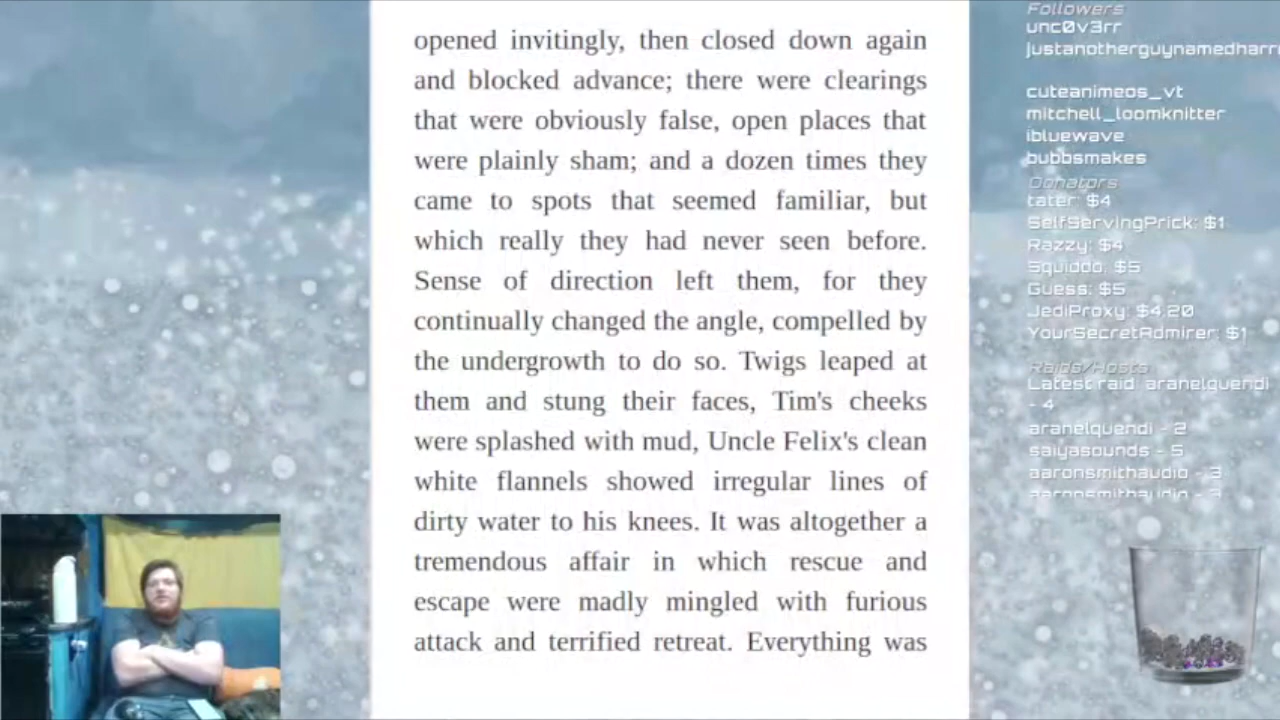 opened invitingly, then closed down again
and blocked advance; there were clearings
that were obviously false, open places that
were plainly sham; and a dozen times they
came to spots that seemed familiar, but
which really they had never seen before.
Sense of direction left them, for they
continually changed the angle, compelled by
the undergrowth to do so. Twigs leaped at
them and stung their faces, Tim's cheeks
were splashed with mud, Uncle Felix's clean
white flannels showed irregular lines of
dirty water to his knees. It was altogether a
tremendous affair in which rescue and
escape were madly mingled with furious
attack and terrified retreat. Everything was
Followers
unc0v3rr
justanotherguynamedharr
cuteanimeos_vt
mitchell_loomknitter
ibluewave
bubbsmakes
Donators
tater: $4
SelfServingPrick: $1
Razzy: $4
Squiddo: $5
Guess: $5
JediProxy: $4.20
YourSecretAdmirer: $1
Raids/Hosts
Latest raid: aranelquendi
- 4
aranelquendi - 2
saiyasounds - 5
aaronsmithaudio - 3
aaronsmithaudio - 3